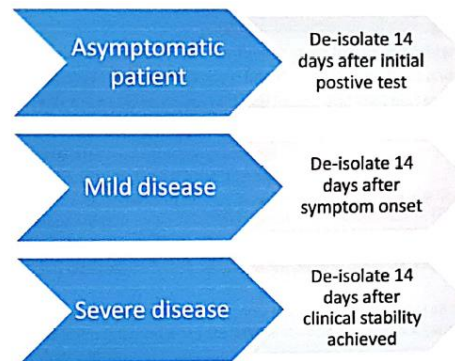 Asymptomatic
patient
De-isolate 14
days after initial
postive test
Mild disease
De-isolate 14
days after
symptom onset
Severe disease
De-isolate 14
days after
clinical stability
achieved